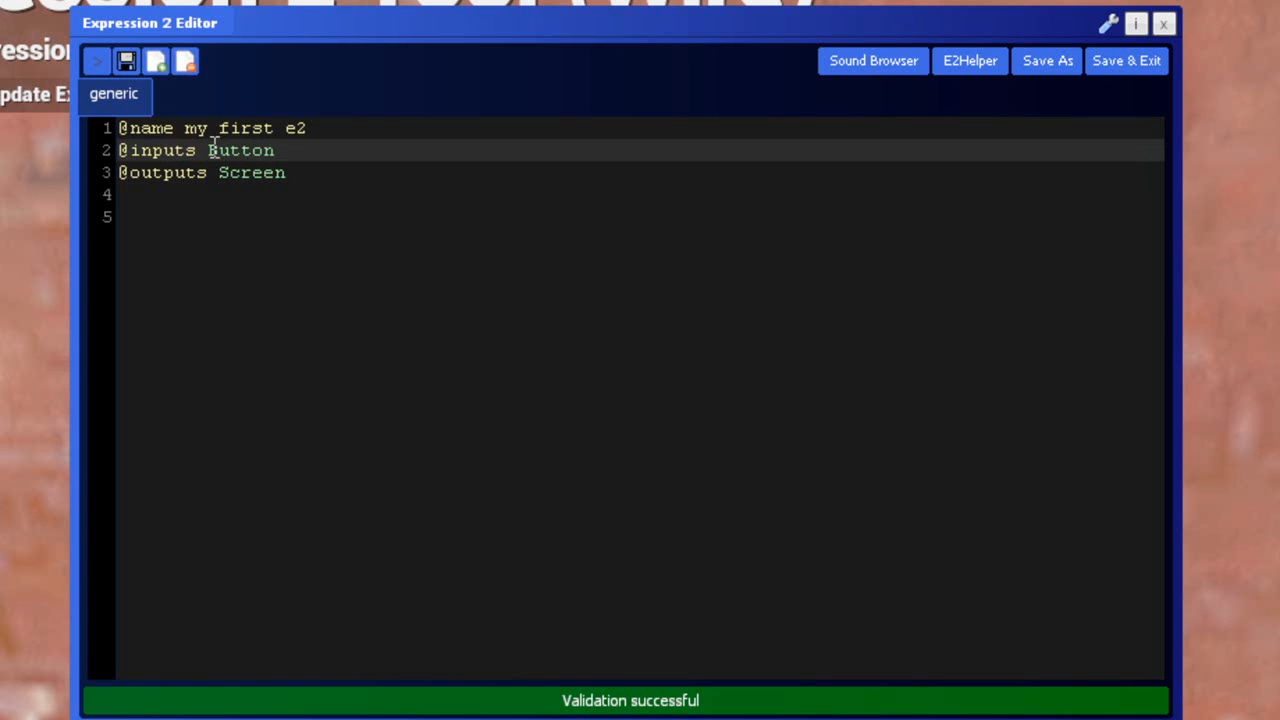 Expression 2 Editor
i
x
>
Sound Browser
E2Helper
Save As
Save & Exit
generic
1 @name my first e2
2 @inputs Button
3 @outputs Screen
4
5
Validation successful